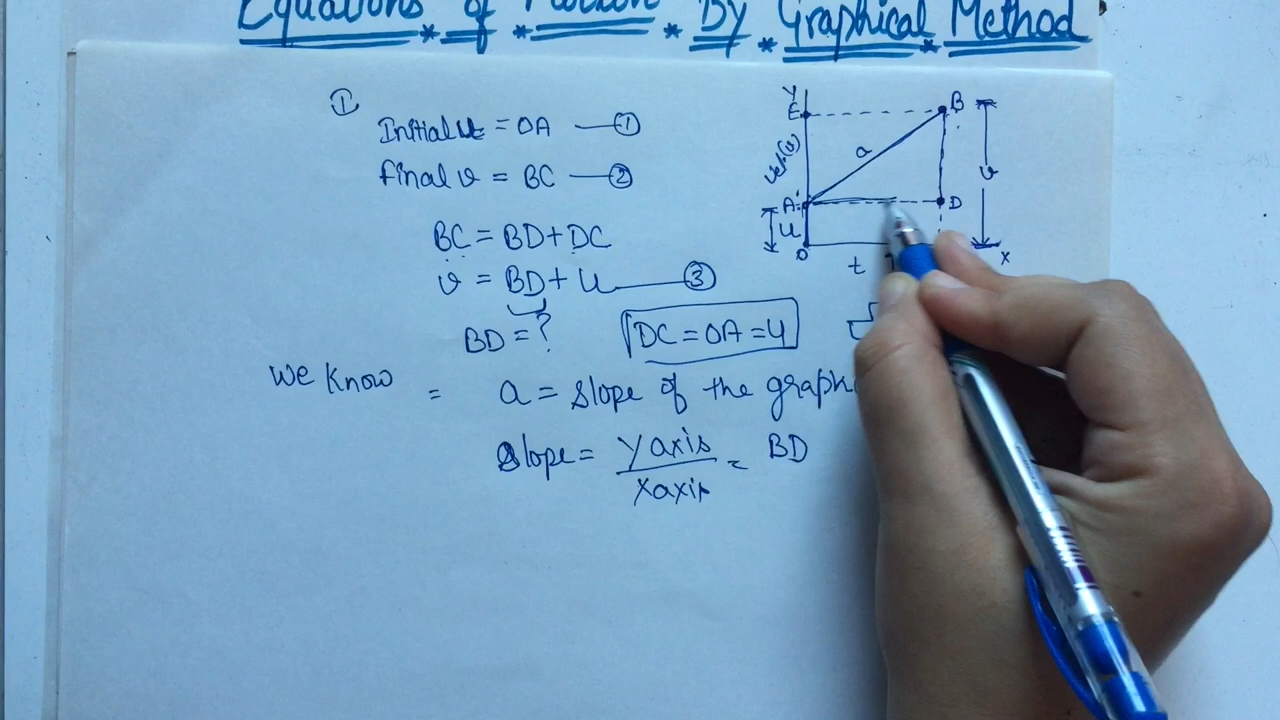 Equations of Motion By Graphical Method
①
Initial u = OA — ①
final v = BC — ②
BC = BD + DC
v = BD + u — ③
BD = ?
DC = OA = u
We know = a = slope of the graph
Slope = y axis / x axis = BD
Y
E
B
a
v
A
D
u
O
t
x